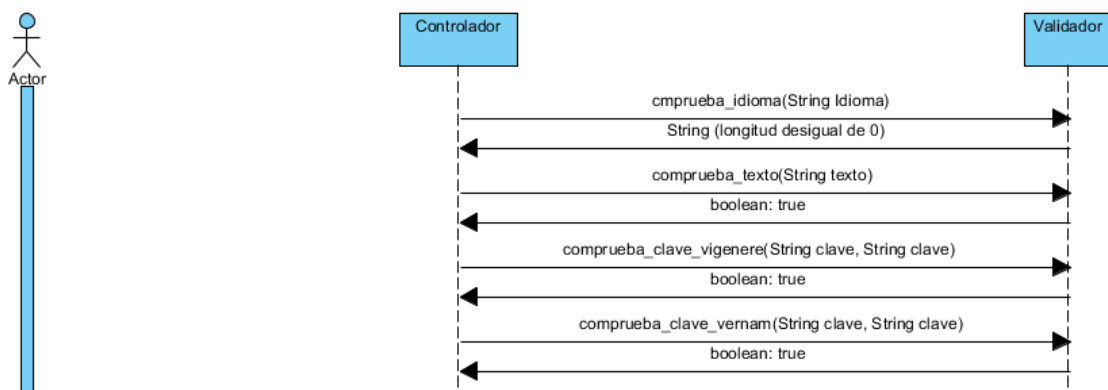 Actor
Controlador
Validador
cmprueba_idioma(String Idioma)
String (longitud desigual de 0)
comprueba_texto(String texto)
boolean: true
comprueba_clave_vigenere(String clave, String clave)
boolean: true
comprueba_clave_vernam(String clave, String clave)
boolean: true